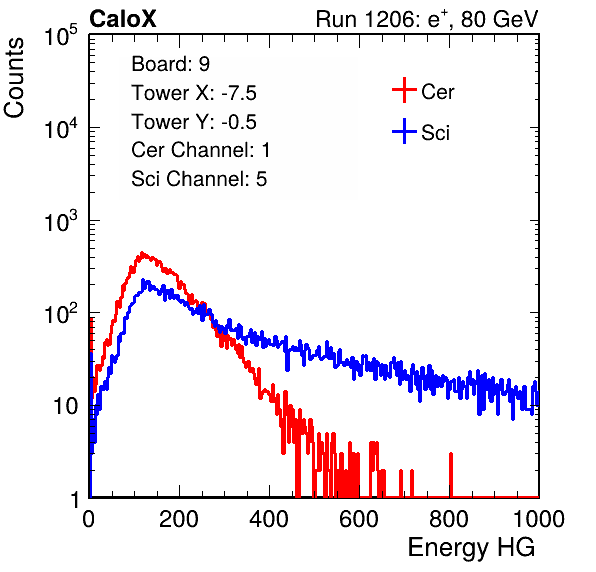 CaloX Run 1206: e⁺, 80 GeV
Counts
Board: 9
Tower X: -7.5
Tower Y: -0.5
Cer Channel: 1
Sci Channel: 5
Cer
Sci
10⁵
10⁴
10³
10²
10
1
0 200 400 600 800 1000
Energy HG